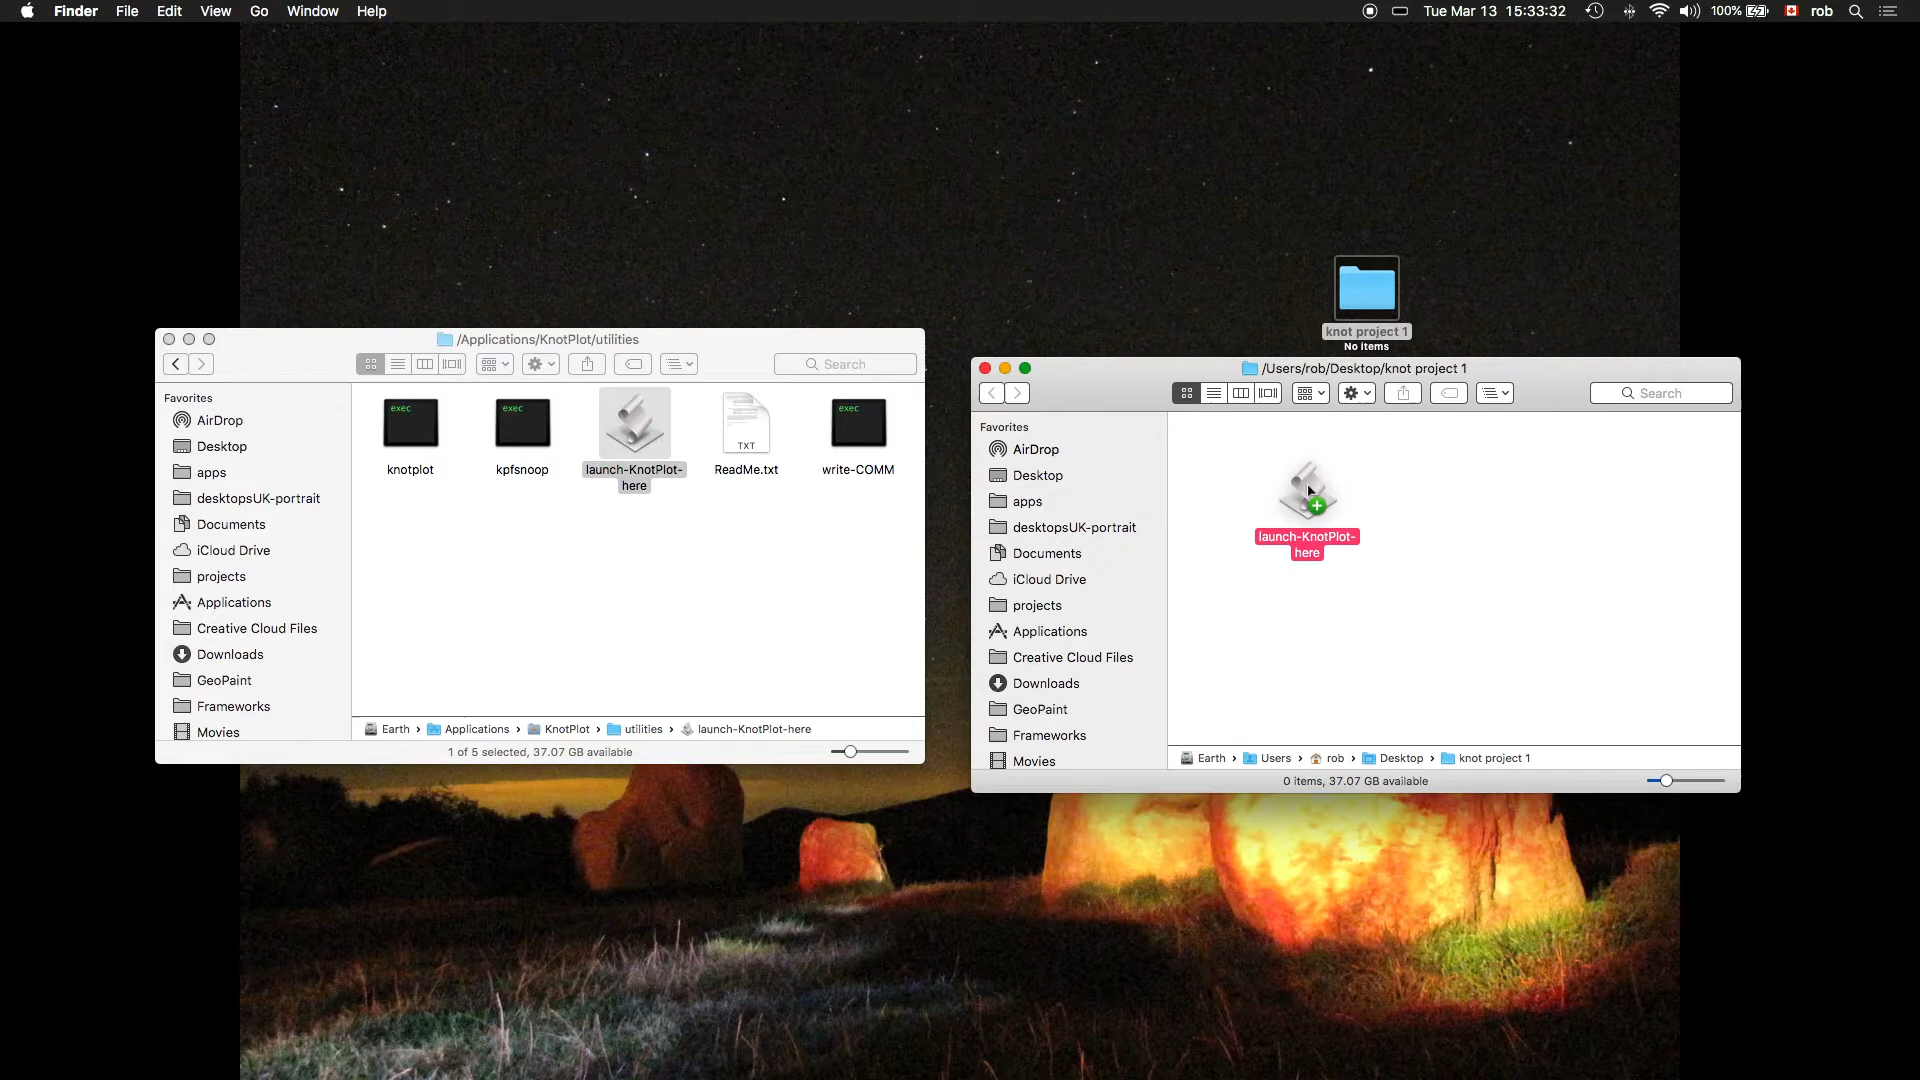 Finder File Edit View Go Window Help
Tue Mar 13 15:33:32 100% rob
knot project 1
No items
/Applications/KnotPlot/utilities
Search
Favorites
AirDrop
Desktop
apps
desktopsUK-portrait
Documents
iCloud Drive
projects
Applications
Creative Cloud Files
Downloads
GeoPaint
Frameworks
Movies
exec
knotplot
exec
kpfsnoop
launch-KnotPlot-
here
TXT
ReadMe.txt
exec
write-COMM
Earth › Applications › KnotPlot › utilities › launch-KnotPlot-here
1 of 5 selected, 37.07 GB available
/Users/rob/Desktop/knot project 1
Search
Favorites
AirDrop
Desktop
apps
desktopsUK-portrait
Documents
iCloud Drive
projects
Applications
Creative Cloud Files
Downloads
GeoPaint
Frameworks
Movies
launch-KnotPlot-
here
Earth › Users › rob › Desktop › knot project 1
0 items, 37.07 GB available